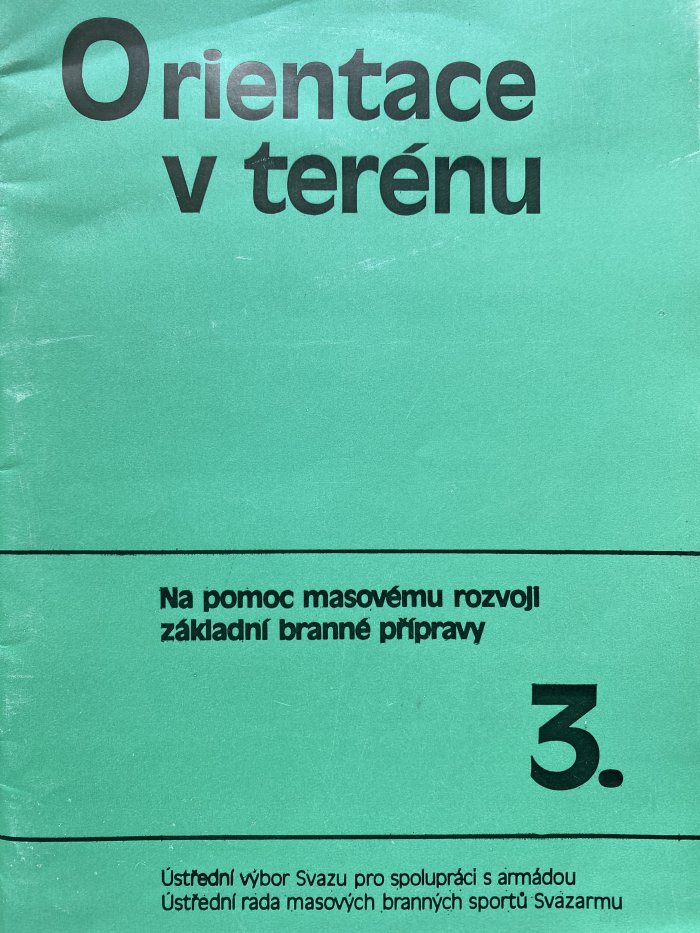 Orientace
v terénu
Na pomoc masovému rozvoji
základní branné přípravy
3.
Ústřední výbor Svazu pro spolupráci s armádou
Ústřední rada masových branných sportů Svazarmu